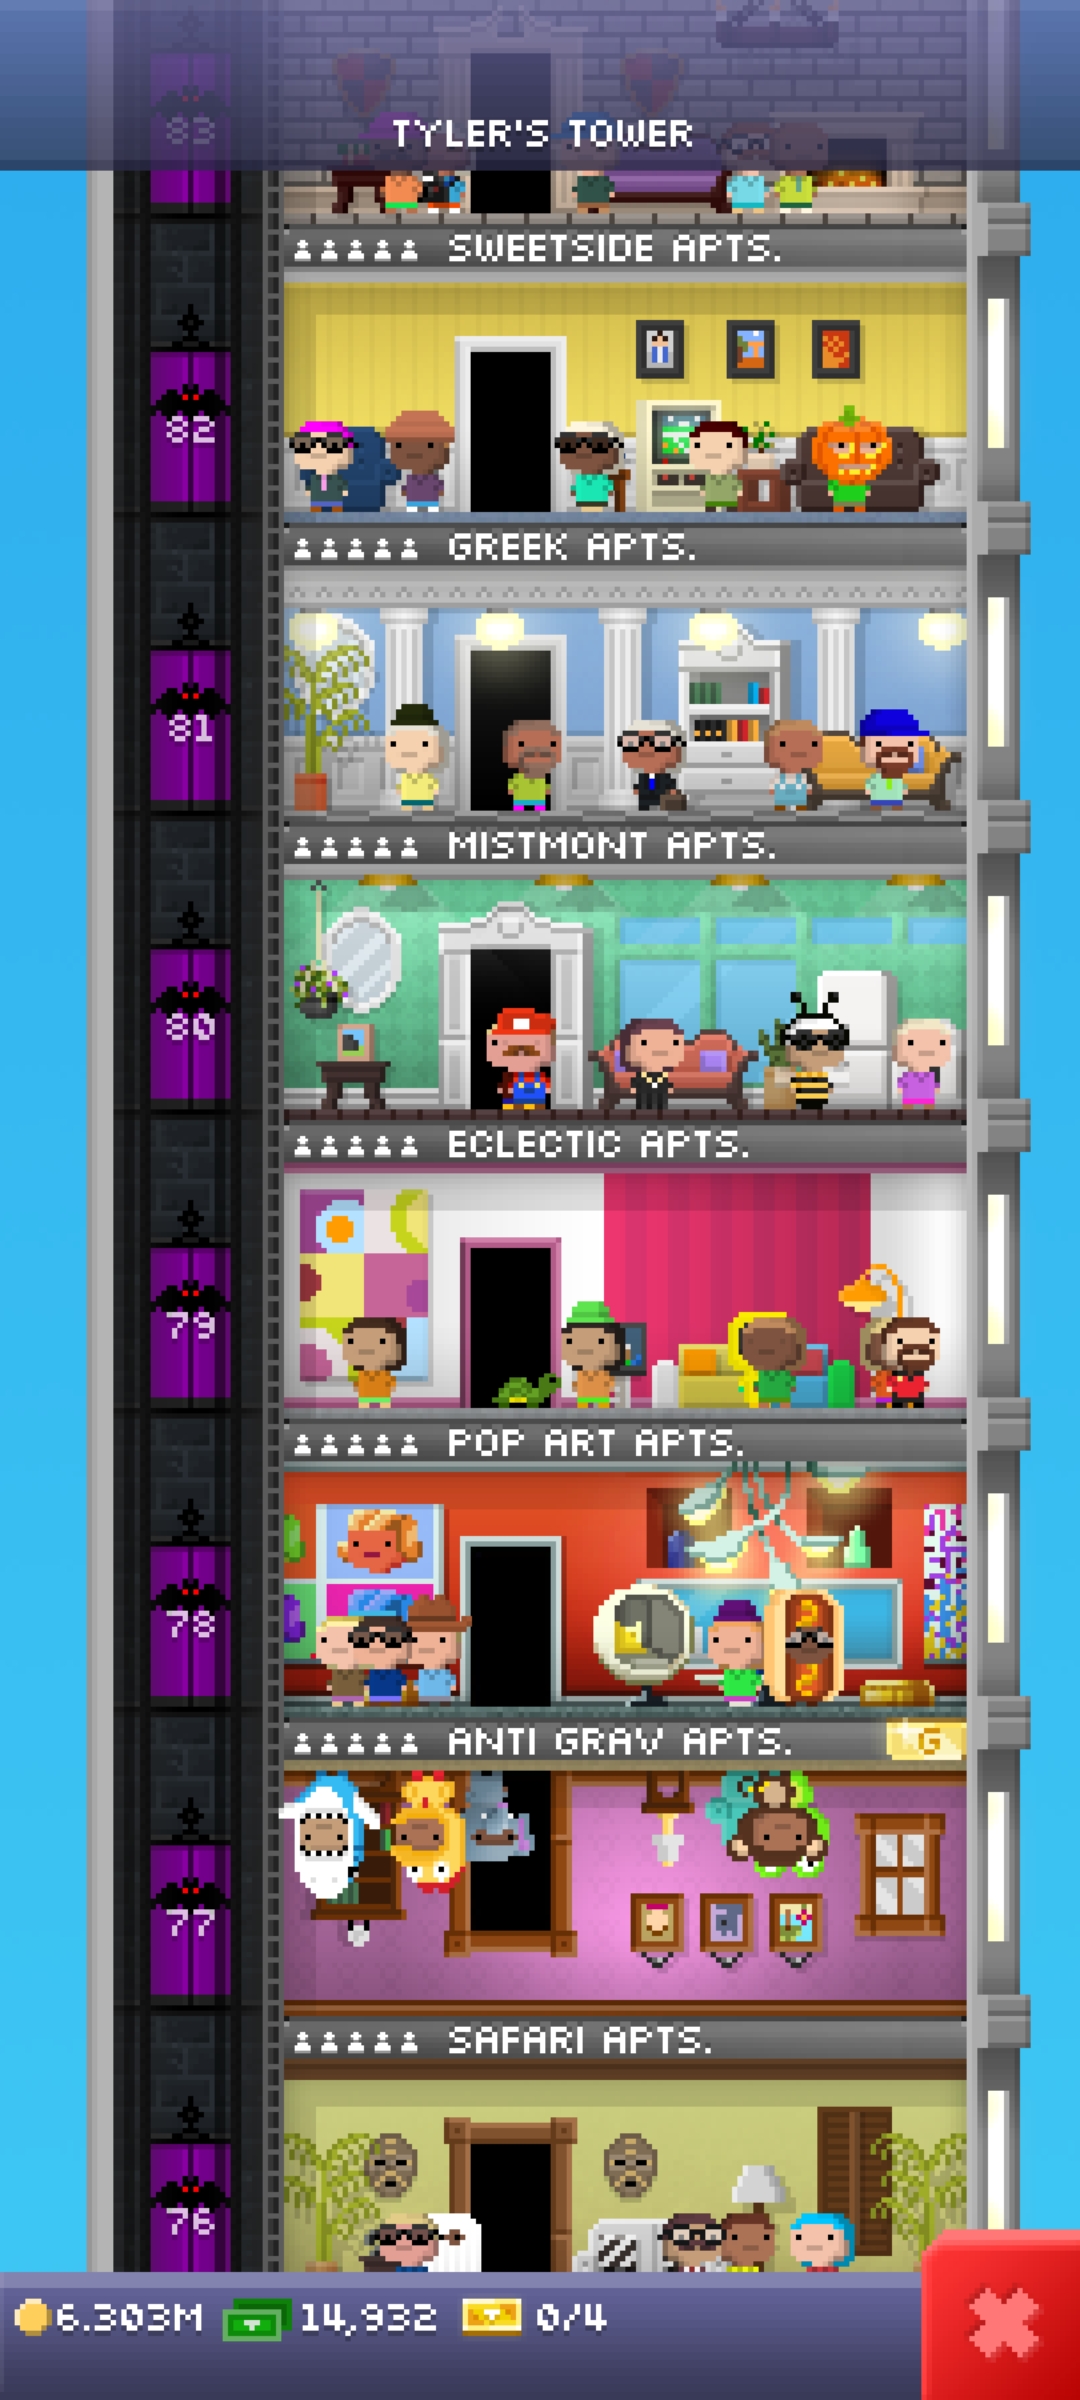 83
TYLER'S TOWER
SWEETSIDE APTS.
82
GREEK APTS.
81
MISTMONT APTS.
80
ECLECTIC APTS.
79
POP ART APTS.
78
ANTI GRAV APTS. G
77
SAFARI APTS.
76
6.303M 14,932 0/4